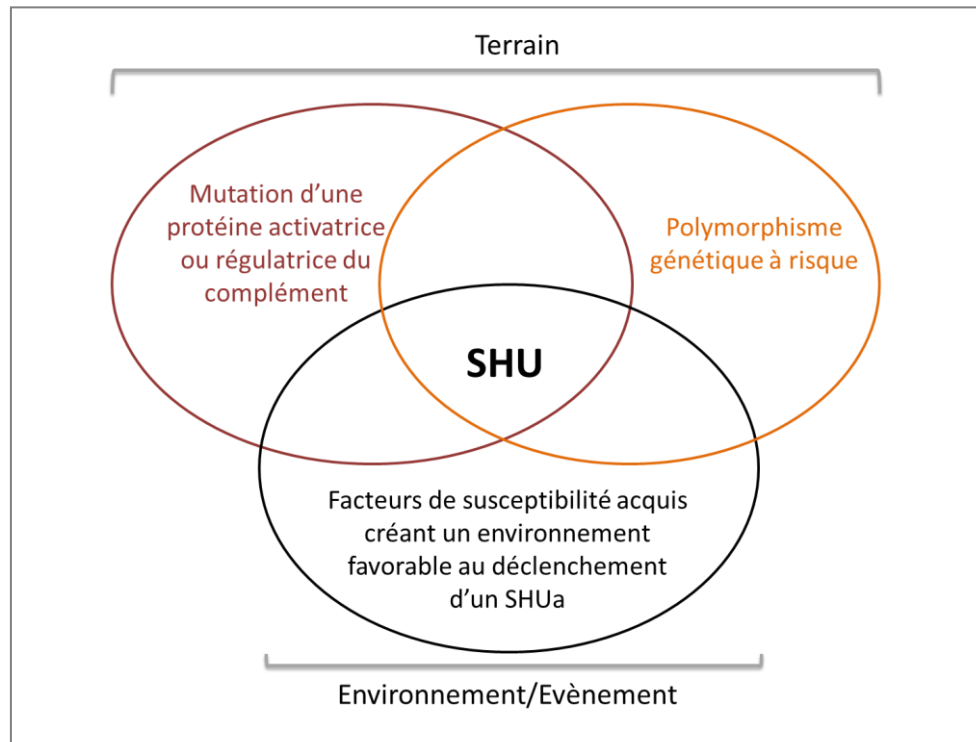 Terrain
Mutation d’une
protéine activatrice
ou régulatrice du
complément
Polymorphisme
génétique à risque
SHU
Facteurs de susceptibilité acquis
créant un environnement
favorable au déclenchement
d’un SHUa
Environnement/Evènement